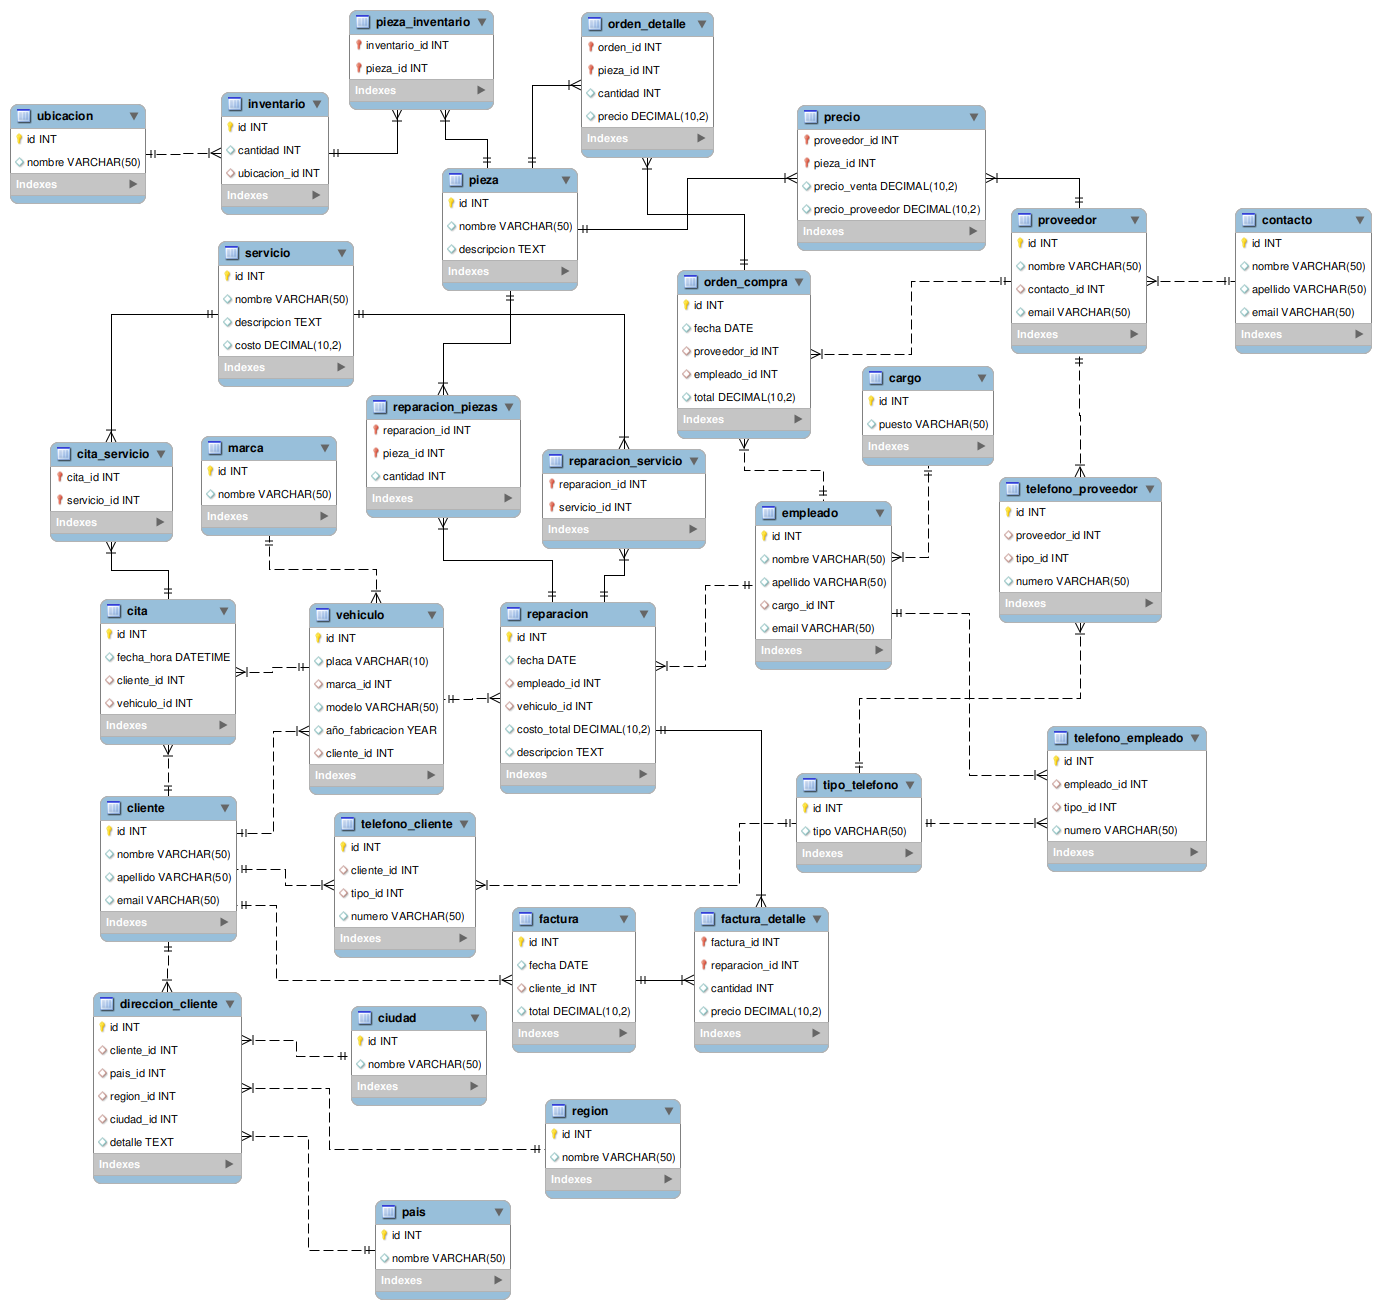 pieza_inventario
inventario_id INT
pieza_id INT
Indexes
orden_detalle
orden_id INT
pieza_id INT
cantidad INT
precio DECIMAL(10,2)
Indexes
ubicacion
id INT
nombre VARCHAR(50)
Indexes
inventario
id INT
cantidad INT
ubicacion_id INT
Indexes
precio
proveedor_id INT
pieza_id INT
precio_venta DECIMAL(10,2)
precio_proveedor DECIMAL(10,2)
Indexes
pieza
id INT
nombre VARCHAR(50)
descripcion TEXT
Indexes
proveedor
id INT
nombre VARCHAR(50)
contacto_id INT
email VARCHAR(50)
Indexes
contacto
id INT
nombre VARCHAR(50)
apellido VARCHAR(50)
email VARCHAR(50)
Indexes
servicio
id INT
nombre VARCHAR(50)
descripcion TEXT
costo DECIMAL(10,2)
Indexes
orden_compra
id INT
fecha DATE
proveedor_id INT
empleado_id INT
total DECIMAL(10,2)
Indexes
cargo
id INT
puesto VARCHAR(50)
Indexes
reparacion_piezas
reparacion_id INT
pieza_id INT
cantidad INT
Indexes
cita_servicio
cita_id INT
servicio_id INT
Indexes
marca
id INT
nombre VARCHAR(50)
Indexes
reparacion_servicio
reparacion_id INT
servicio_id INT
Indexes
telefono_proveedor
id INT
proveedor_id INT
tipo_id INT
numero VARCHAR(50)
Indexes
empleado
id INT
nombre VARCHAR(50)
apellido VARCHAR(50)
cargo_id INT
email VARCHAR(50)
Indexes
cita
id INT
fecha_hora DATETIME
cliente_id INT
vehiculo_id INT
Indexes
vehiculo
id INT
placa VARCHAR(10)
marca_id INT
modelo VARCHAR(50)
año_fabricacion YEAR
cliente_id INT
Indexes
reparacion
id INT
fecha DATE
empleado_id INT
vehiculo_id INT
costo_total DECIMAL(10,2)
descripcion TEXT
Indexes
telefono_empleado
id INT
empleado_id INT
tipo_id INT
numero VARCHAR(50)
Indexes
tipo_telefono
id INT
tipo VARCHAR(50)
Indexes
cliente
id INT
nombre VARCHAR(50)
apellido VARCHAR(50)
email VARCHAR(50)
Indexes
telefono_cliente
id INT
cliente_id INT
tipo_id INT
numero VARCHAR(50)
Indexes
factura
id INT
fecha DATE
cliente_id INT
total DECIMAL(10,2)
Indexes
factura_detalle
factura_id INT
reparacion_id INT
cantidad INT
precio DECIMAL(10,2)
Indexes
direccion_cliente
id INT
cliente_id INT
pais_id INT
region_id INT
ciudad_id INT
detalle TEXT
Indexes
ciudad
id INT
nombre VARCHAR(50)
Indexes
region
id INT
nombre VARCHAR(50)
Indexes
pais
id INT
nombre VARCHAR(50)
Indexes